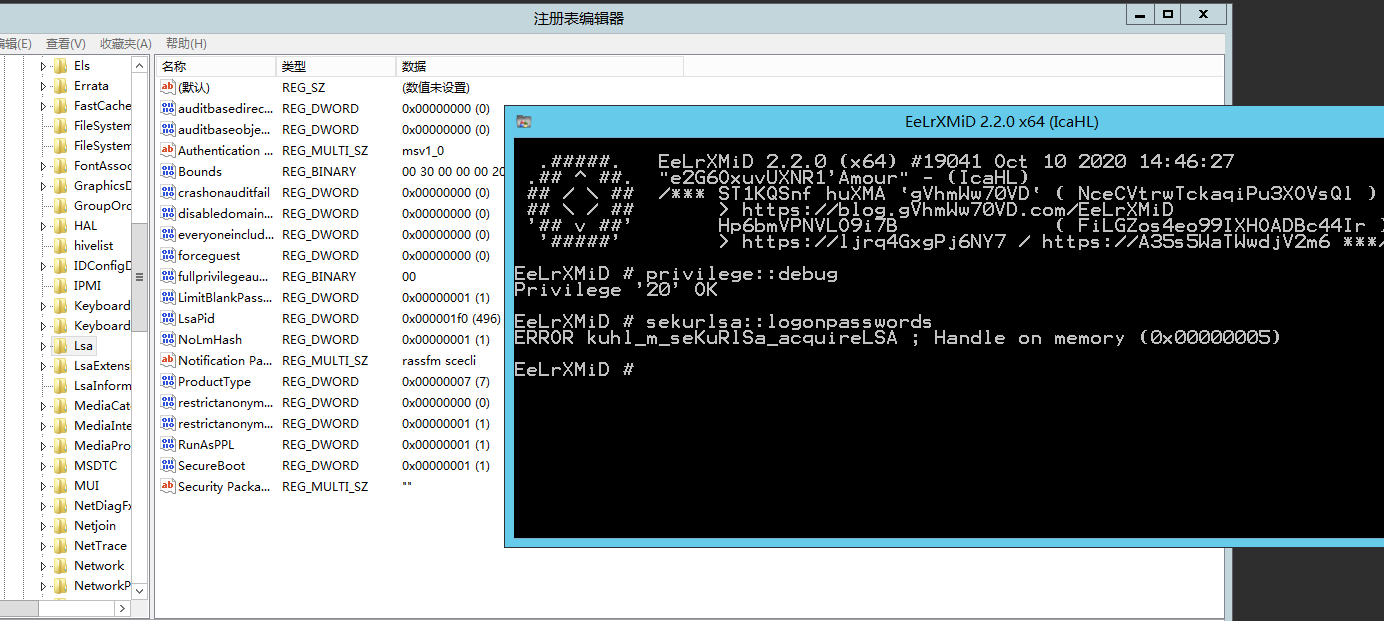 注册表编辑器
编辑(E) 查看(V) 收藏夹(A) 帮助(H)
Els
Errata
FastCache
FileSystem
FileSystem
FontAssoc
GraphicsD
GroupOrd
HAL
hivelist
IDConfigD
IPMI
Keyboard
Keyboard
Lsa
LsaExtensi
LsaInform
MediaCat
MediaInte
MediaPro
MSDTC
MUI
NetDiagFx
Netjoin
NetTrace
Network
NetworkP
名称 类型 数据
(默认) REG_SZ (数值未设置)
auditbasedirec... REG_DWORD 0x00000000 (0)
auditbaseobje... REG_DWORD 0x00000000 (0)
Authentication ... REG_MULTI_SZ msv1_0
Bounds REG_BINARY 00 30 00 00 00 20
crashonauditfail REG_DWORD 0x00000000 (0)
disabledomain... REG_DWORD 0x00000000 (0)
everyoneinclud... REG_DWORD 0x00000000 (0)
forceguest REG_DWORD 0x00000000 (0)
fullprivilegeau... REG_BINARY 00
LimitBlankPass... REG_DWORD 0x00000001 (1)
LsaPid REG_DWORD 0x000001f0 (496)
NoLmHash REG_DWORD 0x00000001 (1)
Notification Pa... REG_MULTI_SZ rassfm scecli
ProductType REG_DWORD 0x00000007 (7)
restrictanonym... REG_DWORD 0x00000000 (0)
restrictanonym... REG_DWORD 0x00000001 (1)
RunAsPPL REG_DWORD 0x00000001 (1)
SecureBoot REG_DWORD 0x00000001 (1)
Security Packa... REG_MULTI_SZ ""
EeLrXMiD 2.2.0 x64 (IcaHL)
.#####. EeLrXMiD 2.2.0 (x64) #19041 Oct 10 2020 14:46:27
.## ^ ##. "e2G6OxuvUXNR1'Amour" - (IcaHL)
## / \ ## /*** ST1KQSnf huXMA 'gVhmWw70VD' ( NceCVtrwTckaqiPu3XOVsQl )
## \ / ## > https://blog.gVhmWw70VD.com/EeLrXMiD
'## v ##' Hp6bmVPNVLO9i7B ( FiLGZos4eo99IXHOADBc44Ir )
'#####' > https://ljrq4GxgPj6NY7 / https://A35s5WaTWwdjV2m6 ***/
EeLrXMiD # privilege::debug
Privilege '20' OK
EeLrXMiD # sekurlsa::logonpasswords
ERROR kuhl_m_seKuRlSa_acquireLSA ; Handle on memory (0x00000005)
EeLrXMiD #